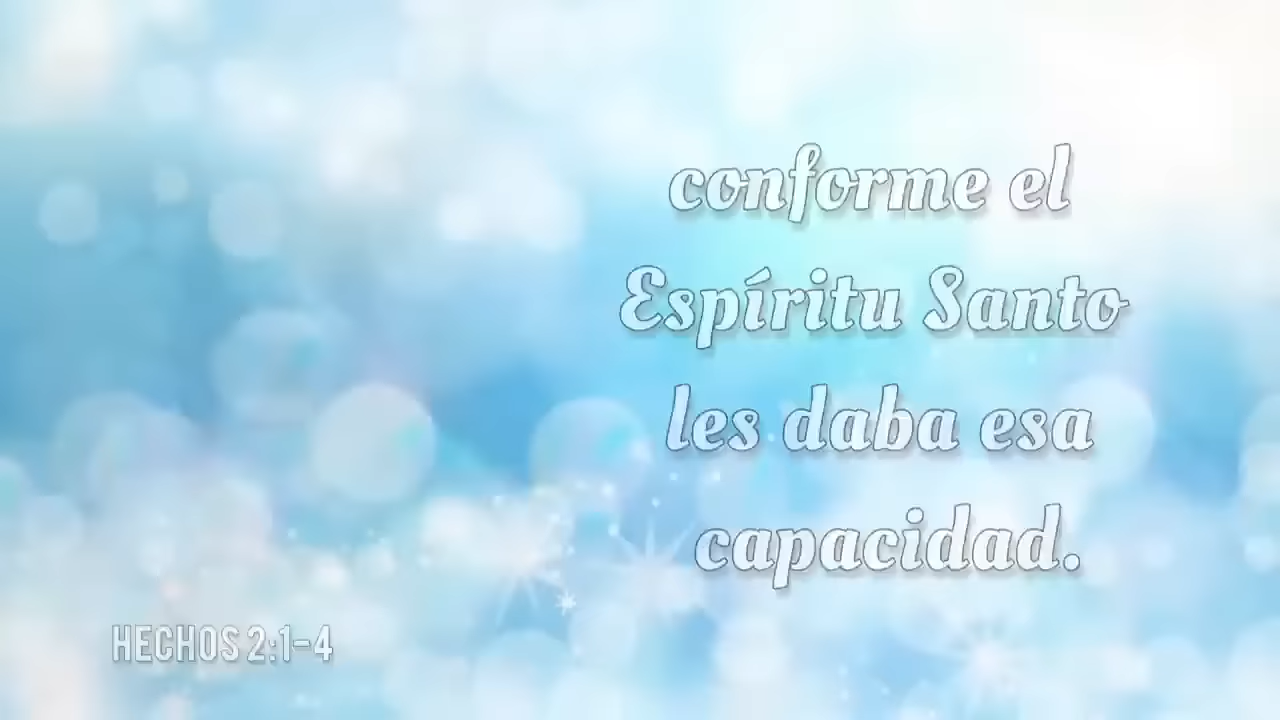 conforme el
Espíritu Santo
les daba esa
capacidad.
HECHOS 2:1-4